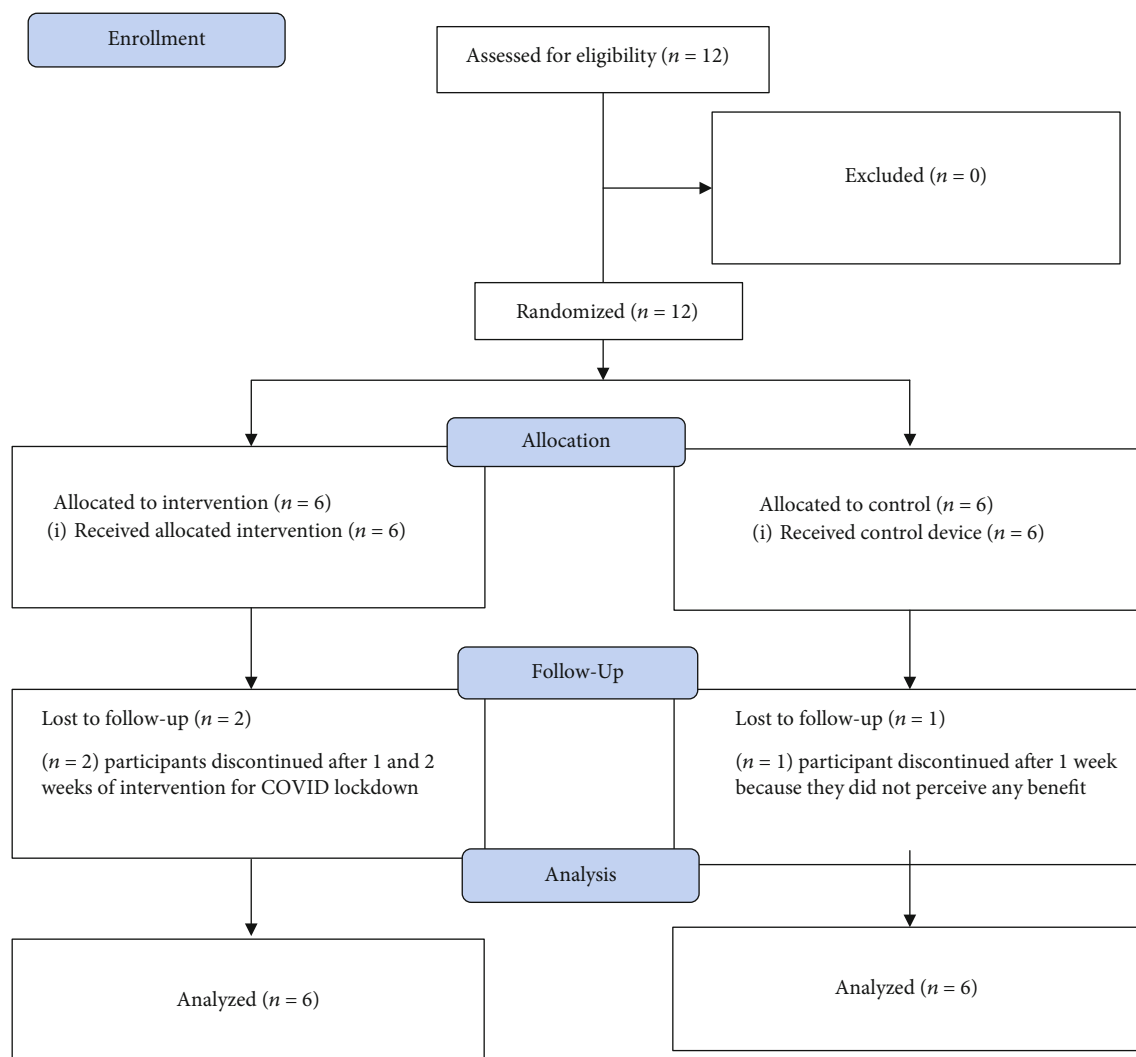 Enrollment
Assessed for eligibility (n = 12)
Excluded (n = 0)
Randomized (n = 12)
Allocation
Allocated to intervention (n = 6)
(i) Received allocated intervention (n = 6)
Allocated to control (n = 6)
(i) Received control device (n = 6)
Follow-Up
Lost to follow-up (n = 2)
(n = 2) participants discontinued after 1 and 2
weeks of intervention for COVID lockdown
Lost to follow-up (n = 1)
(n = 1) participant discontinued after 1 week
because they did not perceive any benefit
Analysis
Analyzed (n = 6)
Analyzed (n = 6)